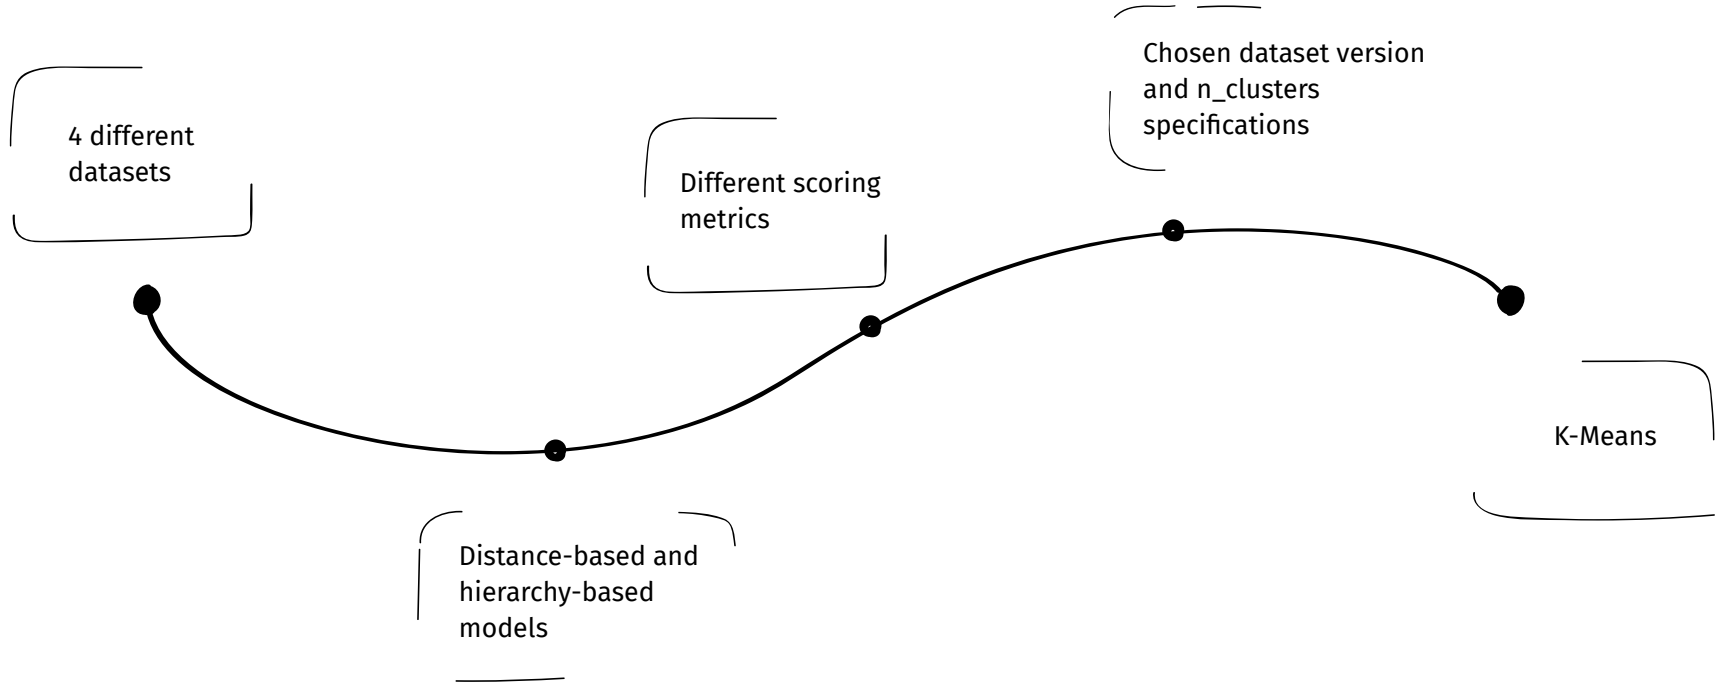 4 different
datasets
Distance-based and
hierarchy-based
models
Different scoring
metrics
Chosen dataset version
and n_clusters
specifications
K-Means